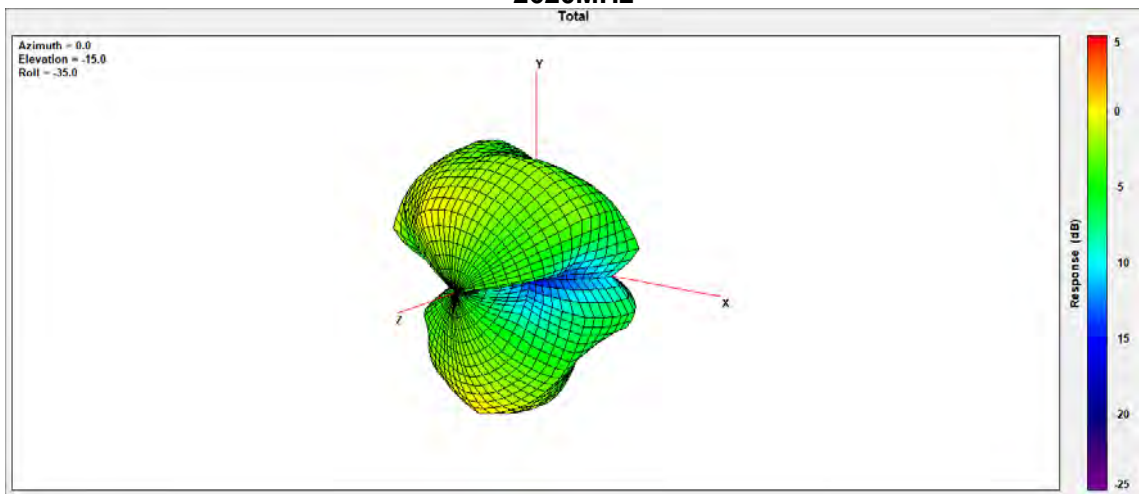 Total
Azimuth = 0.0
Elevation = -15.0
Roll = -35.0
Y
X
Z
5
0
5
10
15
-20
-25
Response (dB)